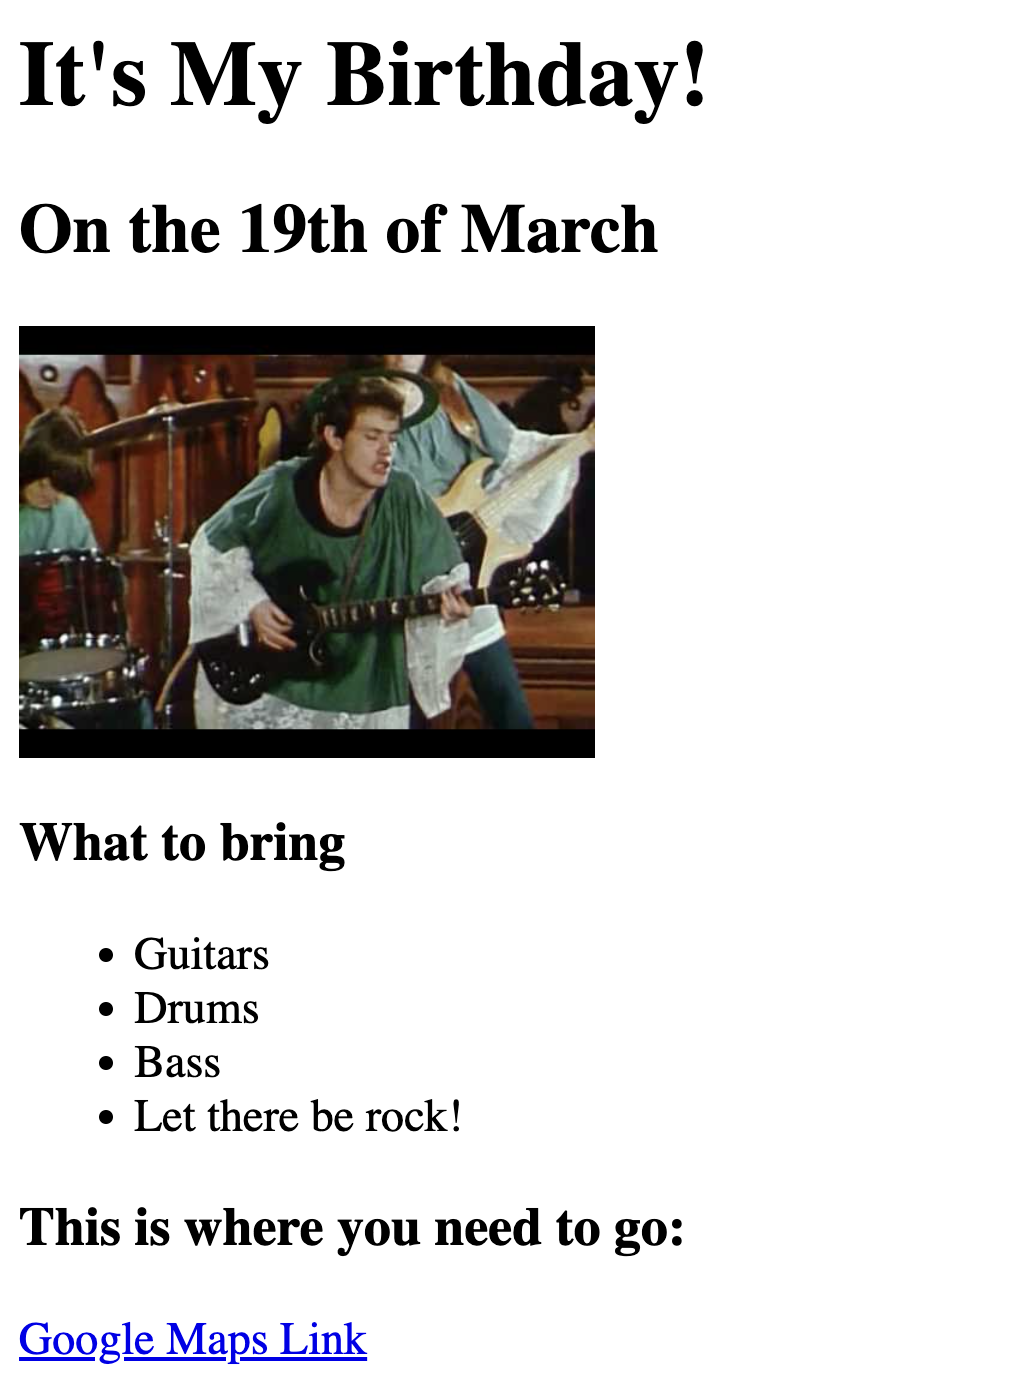 It's My Birthday!
On the 19th of March
What to bring
Guitars
Drums
Bass
Let there be rock!
This is where you need to go:
Google Maps Link